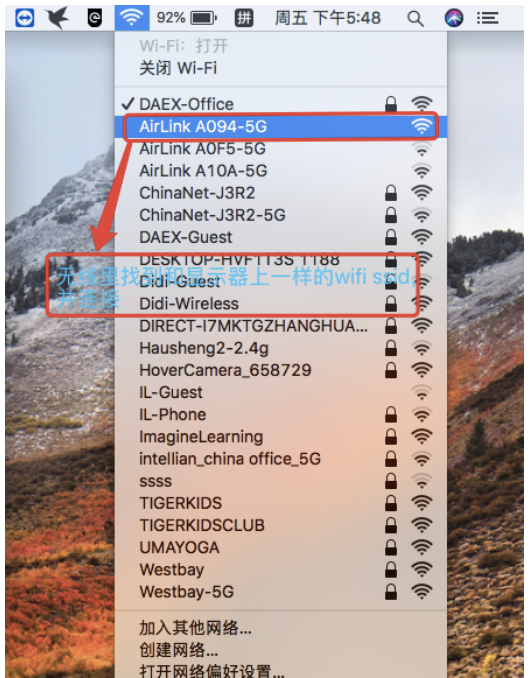 92% 拼 周五 下午5:48
Wi-Fi：打开
关闭 Wi-Fi
DAEX-Office
AirLink A094-5G
AirLink A0F5-5G
AirLink A10A-5G
ChinaNet-J3R2
ChinaNet-J3R2-5G
DAEX-Guest
DESKTOP-HVF1T3S 1188
无线里找到和显示器上一样的wifi ssid，
Didi-Guest
并连接
Didi-Wireless
DIRECT-I7MKTGZHANGHUA...
Hausheng2-2.4g
HoverCamera_658729
IL-Guest
IL-Phone
ImagineLearning
intellian_china office_5G
ssss
TIGERKIDS
TIGERKIDSCLUB
UMAYOGA
Westbay
Westbay-5G
加入其他网络...
创建网络...
打开网络偏好设置...